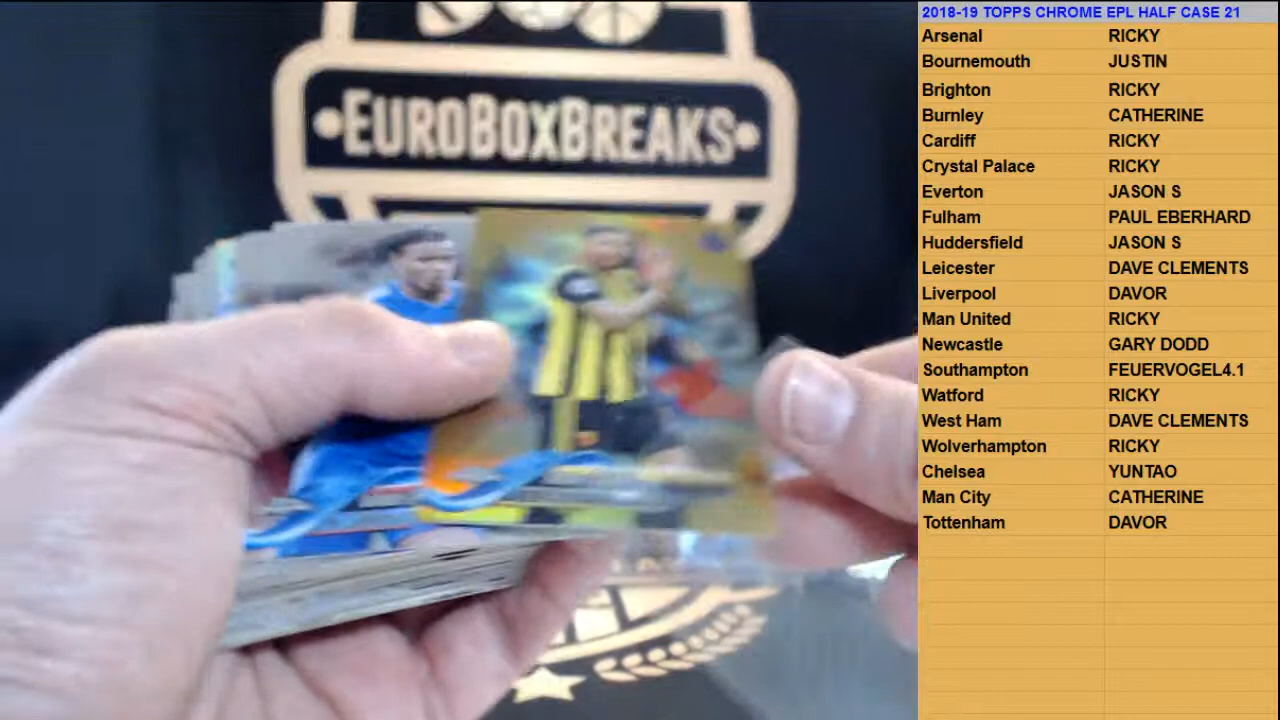 •EUROBOXBREAKS•
2018-19 TOPPS CHROME EPL HALF CASE 21
Arsenal RICKY
Bournemouth JUSTIN
Brighton RICKY
Burnley CATHERINE
Cardiff RICKY
Crystal Palace RICKY
Everton JASON S
Fulham PAUL EBERHARD
Huddersfield JASON S
Leicester DAVE CLEMENTS
Liverpool DAVOR
Man United RICKY
Newcastle GARY DODD
Southampton FEUERVOGEL4.1
Watford RICKY
West Ham DAVE CLEMENTS
Wolverhampton RICKY
Chelsea YUNTAO
Man City CATHERINE
Tottenham DAVOR